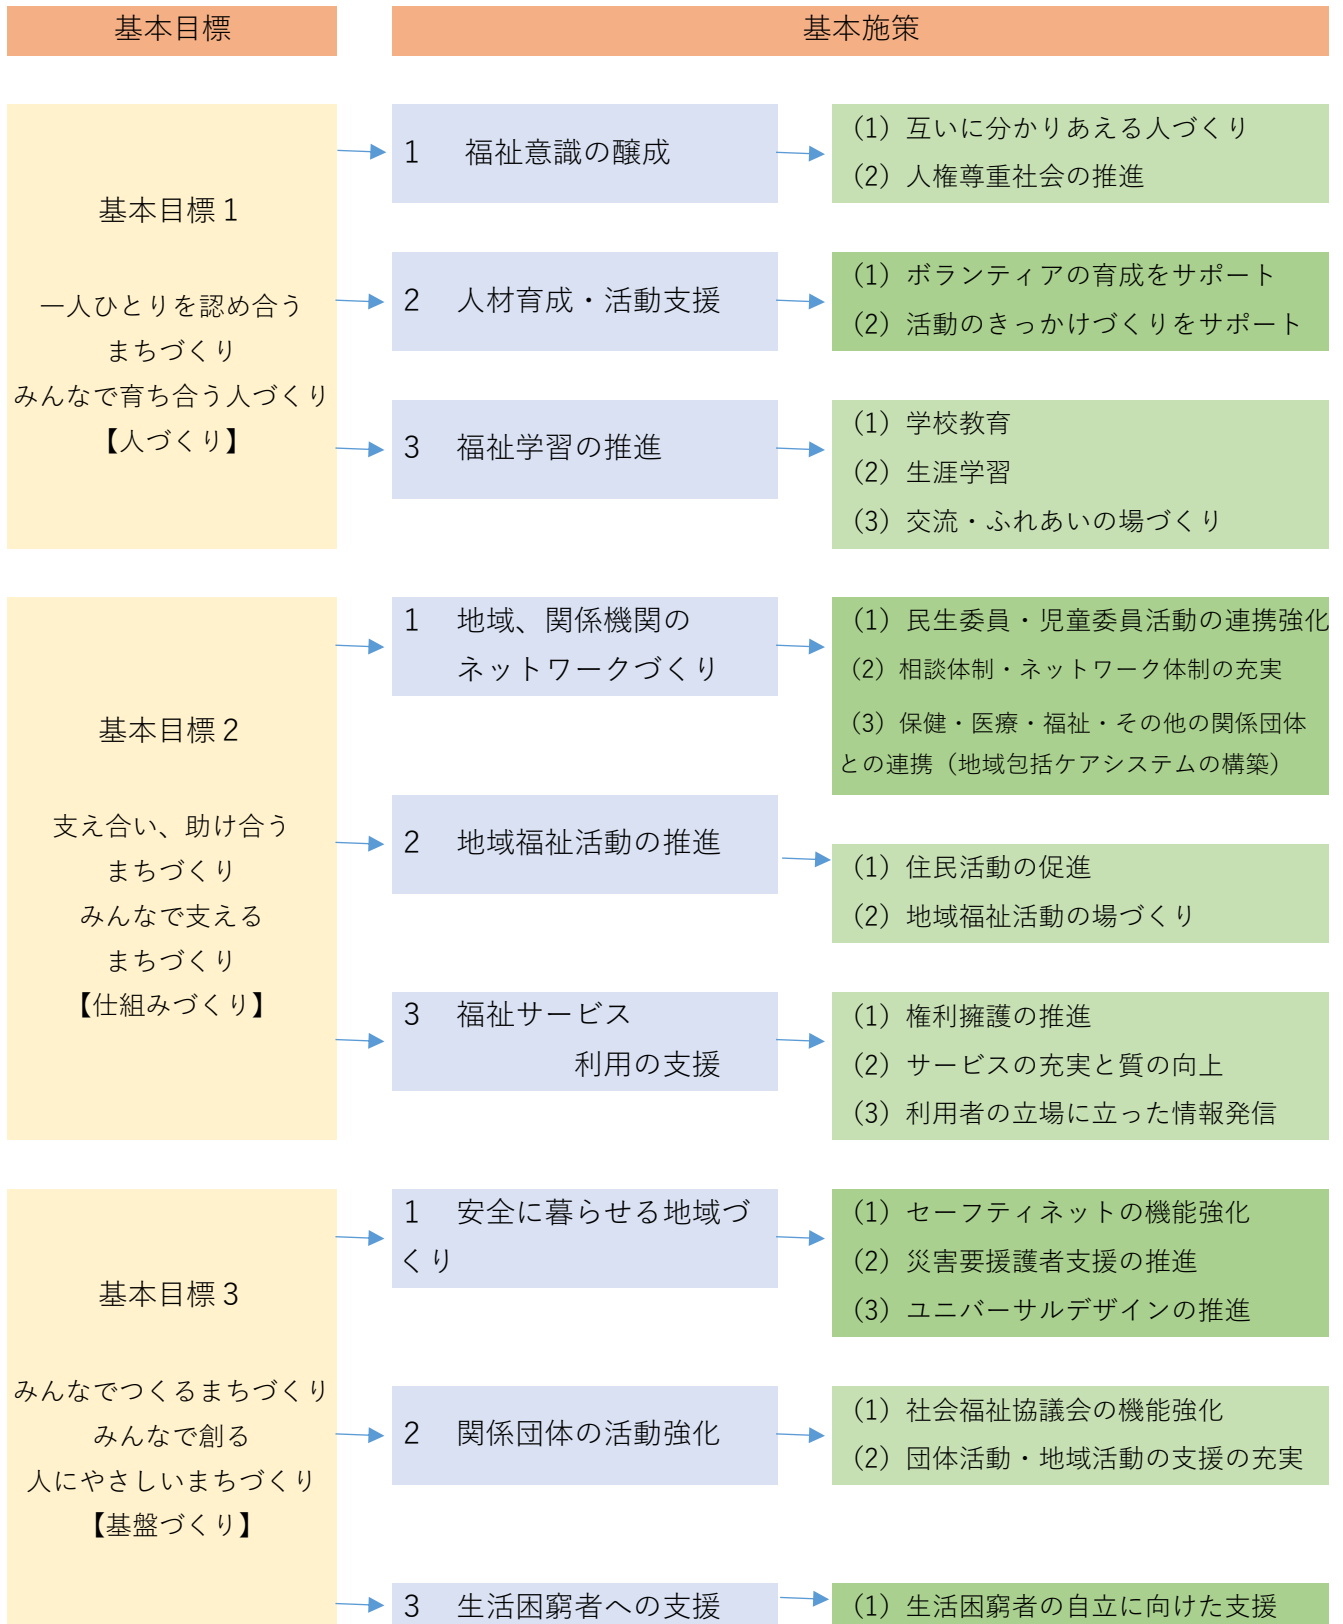 基本目標
基本施策
基本目標1
一人ひとりを認め合う
まちづくり
みんなで育ち合う人づくり
【人づくり】
1 福祉意識の醸成
(1) 互いに分かりあえる人づくり
(2) 人権尊重社会の推進
2 人材育成・活動支援
(1) ボランティアの育成をサポート
(2) 活動のきっかけづくりをサポート
3 福祉学習の推進
(1) 学校教育
(2) 生涯学習
(3) 交流・ふれあいの場づくり
基本目標2
支え合い、助け合う
まちづくり
みんなで支える
まちづくり
【仕組みづくり】
1 地域、関係機関の
ネットワークづくり
(1) 民生委員・児童委員活動の連携強化
(2) 相談体制・ネットワーク体制の充実
(3) 保健・医療・福祉・その他の関係団体
との連携（地域包括ケアシステムの構築）
2 地域福祉活動の推進
(1) 住民活動の促進
(2) 地域福祉活動の場づくり
3 福祉サービス
利用の支援
(1) 権利擁護の推進
(2) サービスの充実と質の向上
(3) 利用者の立場に立った情報発信
基本目標3
みんなでつくるまちづくり
みんなで創る
人にやさしいまちづくり
【基盤づくり】
1 安全に暮らせる地域づ
くり
(1) セーフティネットの機能強化
(2) 災害要援護者支援の推進
(3) ユニバーサルデザインの推進
2 関係団体の活動強化
(1) 社会福祉協議会の機能強化
(2) 団体活動・地域活動の支援の充実
3 生活困窮者への支援
(1) 生活困窮者の自立に向けた支援